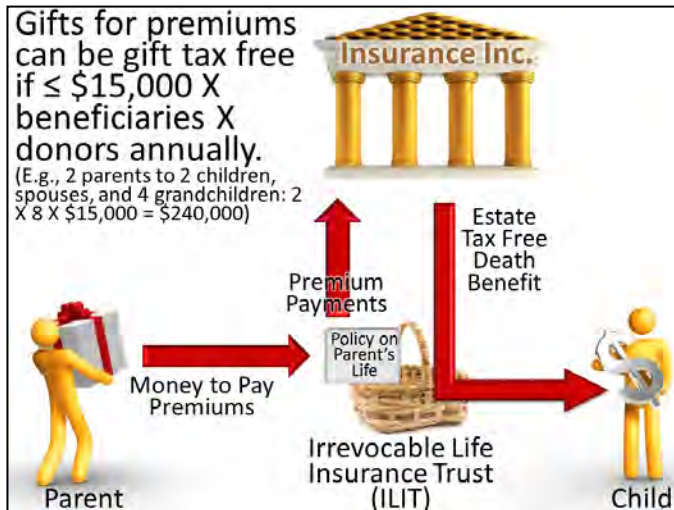 Gifts for premiums
can be gift tax free
if ≤ $15,000 X
beneficiaries X
donors annually.
(E.g., 2 parents to 2 children,
spouses, and 4 grandchildren: 2
X 8 X $15,000 = $240,000)
Insurance Inc.
Estate
Tax Free
Death
Benefit
Premium
Payments
Policy on
Parent's
Life
Money to Pay
Premiums
Irrevocable Life
Insurance Trust
(ILIT)
Parent
Child